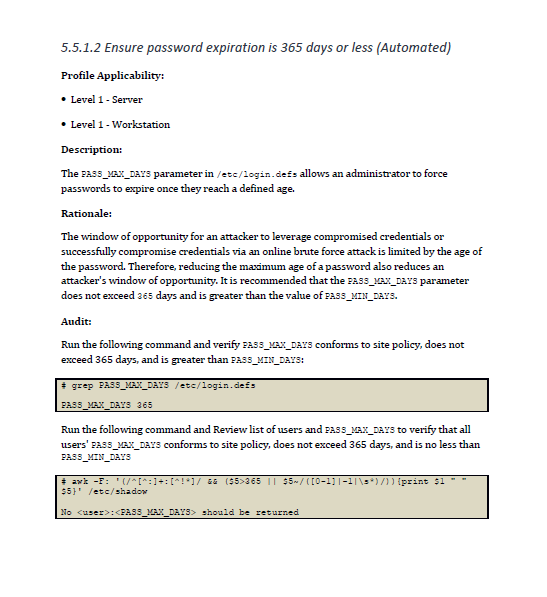 5.5.1.2 Ensure password expiration is 365 days or less (Automated)
Profile Applicability:
• Level 1 - Server
• Level 1 - Workstation
Description:
The PASS_MAX_DAYS parameter in /etc/login.defs allows an administrator to force
passwords to expire once they reach a defined age.
Rationale:
The window of opportunity for an attacker to leverage compromised credentials or
successfully compromise credentials via an online brute force attack is limited by the age of
the password. Therefore, reducing the maximum age of a password also reduces an
attacker's window of opportunity. It is recommended that the PASS_MAX_DAYS parameter
does not exceed 365 days and is greater than the value of PASS_MIN_DAYS.
Audit:
Run the following command and verify PASS_MAX_DAYS conforms to site policy, does not
exceed 365 days, and is greater than PASS_MIN_DAYS:
# grep PASS_MAX_DAYS /etc/login.defs
PASS_MAX_DAYS 365
Run the following command and Review list of users and PASS_MAX_DAYS to verify that all
users' PASS_MAX_DAYS conforms to site policy, does not exceed 365 days, and is no less than
PASS_MIN_DAYS
# awk -F: '(/^[^:]+:[^!*]/ && ($5>365 || $5~/([0-1]|-1|\s*)/)){print $1 " "
$5}' /etc/shadow
No <user>:<PASS_MAX_DAYS> should be returned